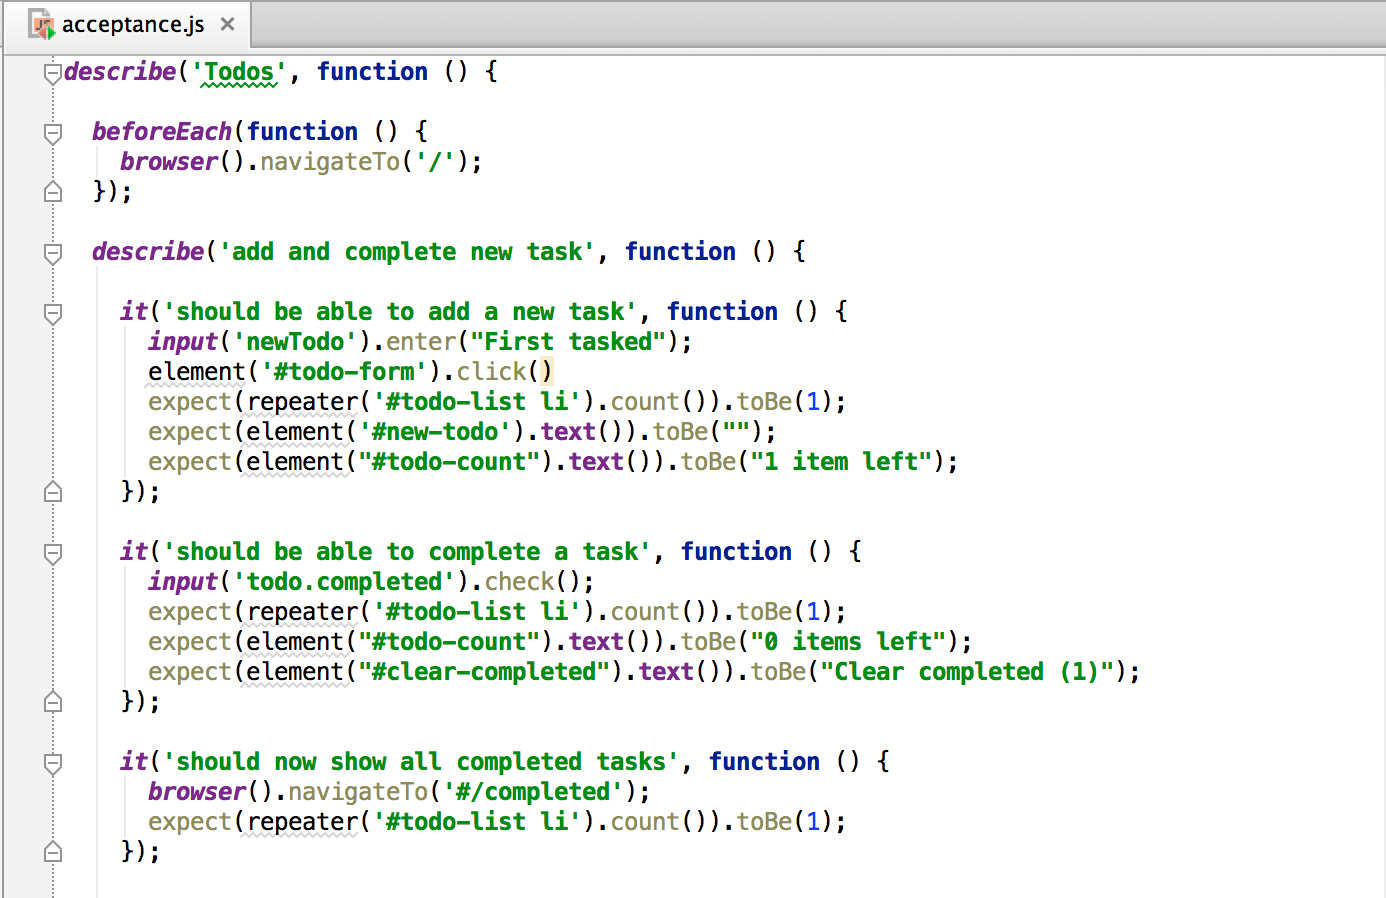 acceptance.js
describe('Todos', function () {
beforeEach(function () {
browser().navigateTo('/');
});
describe('add and complete new task', function () {
it('should be able to add a new task', function () {
input('newTodo').enter("First tasked");
element('#todo-form').click()
expect(repeater('#todo-list li').count()).toBe(1);
expect(element('#new-todo').text()).toBe("");
expect(element("#todo-count").text()).toBe("1 item left");
});
it('should be able to complete a task', function () {
input('todo.completed').check();
expect(repeater('#todo-list li').count()).toBe(1);
expect(element("#todo-count").text()).toBe("0 items left");
expect(element("#clear-completed").text()).toBe("Clear completed (1)");
});
it('should now show all completed tasks', function () {
browser().navigateTo('#/completed');
expect(repeater('#todo-list li').count()).toBe(1);
});